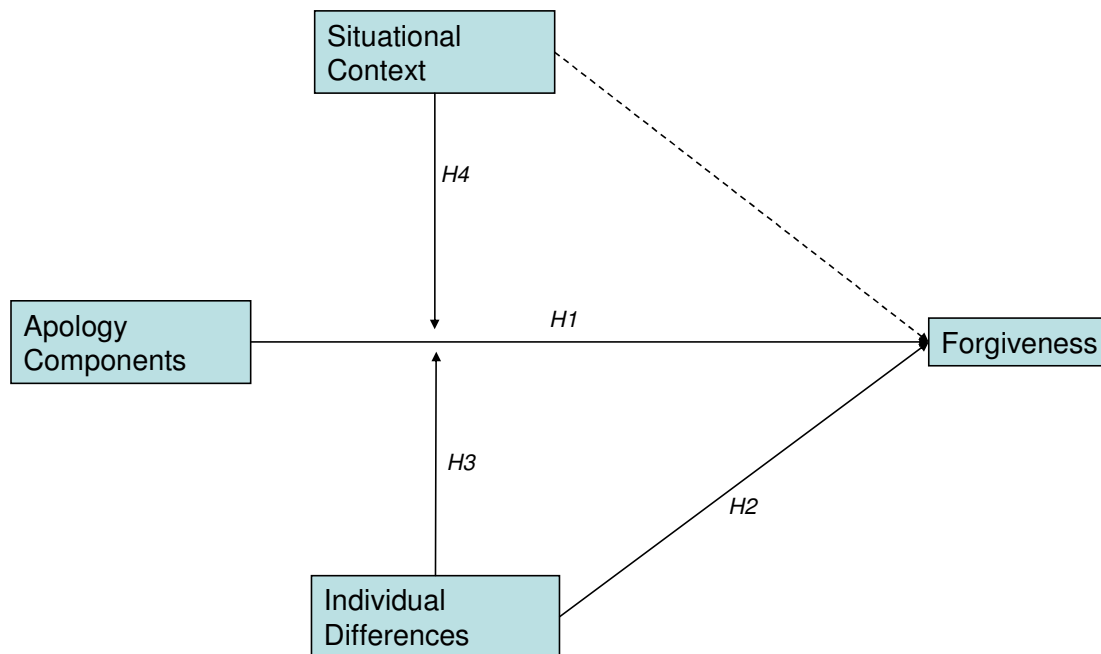 Situational
Context
H4
Apology
Components
H1
Forgiveness
H3
H2
Individual
Differences